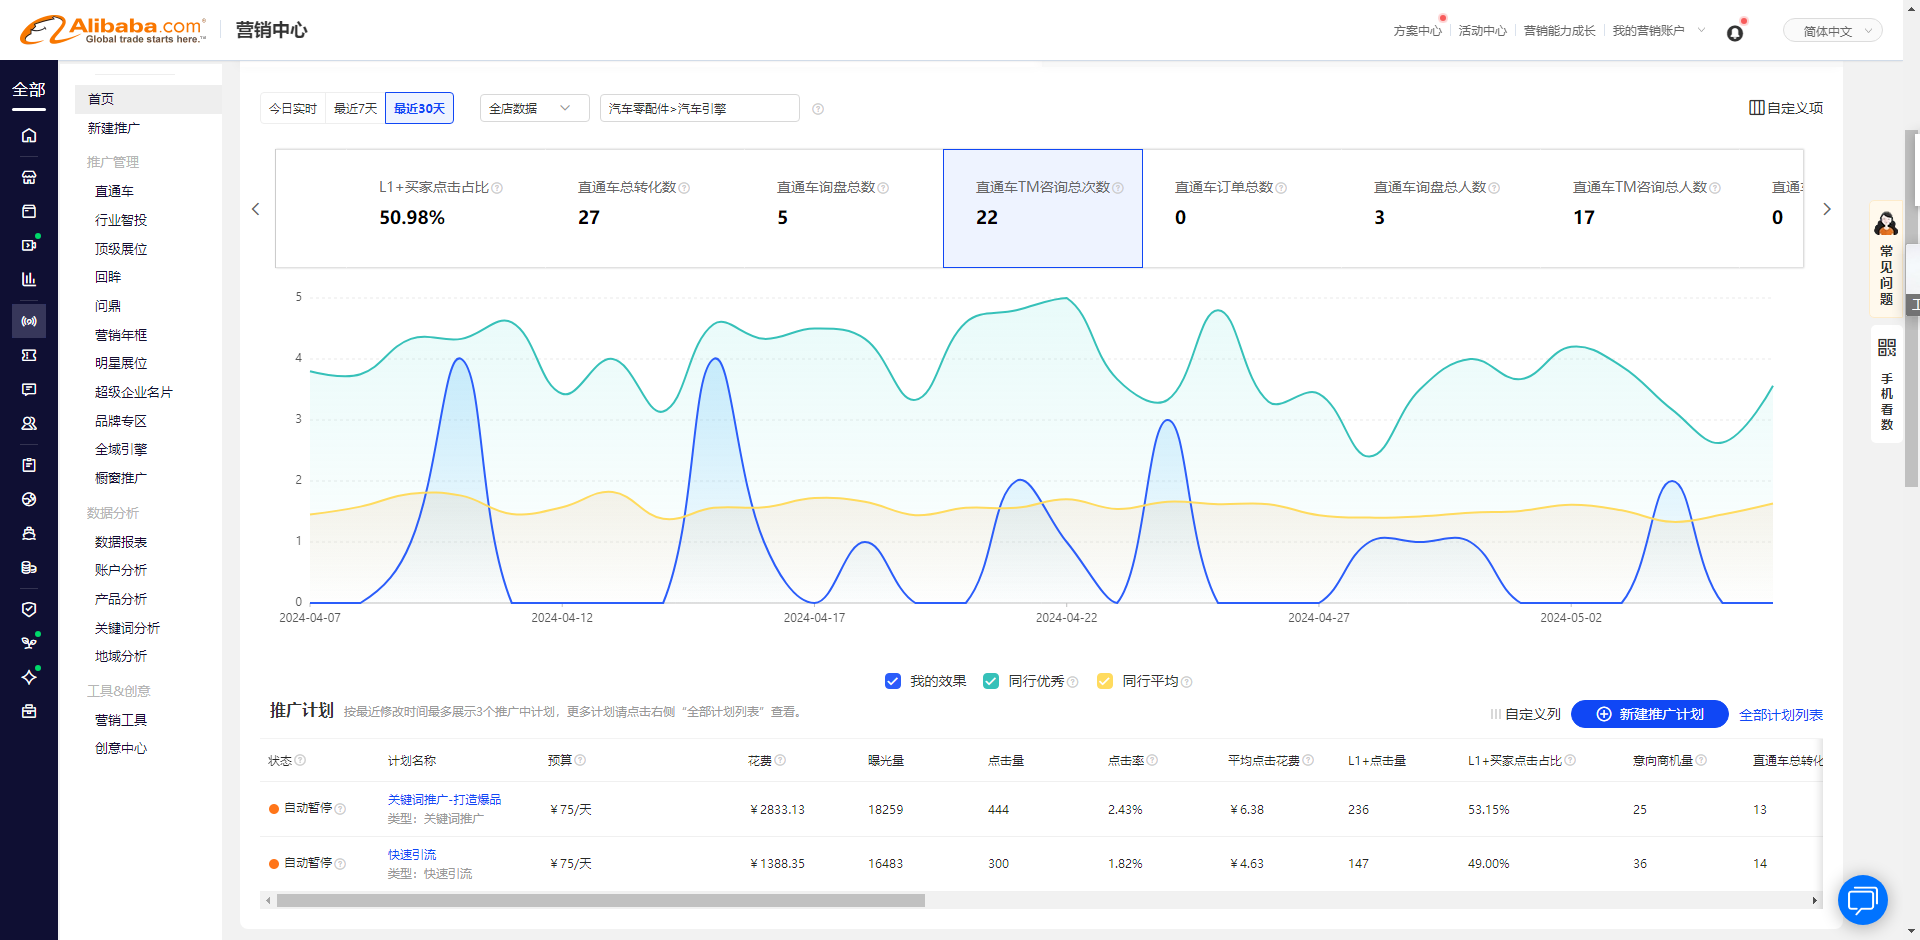 Alibaba.com
Global trade starts here.™
营销中心
方案中心
活动中心
营销能力成长
我的营销账户
简体中文
全部
首页
新建推广
推广管理
直通车
行业智投
顶级展位
回眸
问鼎
营销年框
明星展位
超级企业名片
品牌专区
全域引擎
橱窗推广
数据分析
数据报表
账户分析
产品分析
关键词分析
地域分析
工具&创意
营销工具
创意中心
今日实时 最近7天 最近30天 全店数据 汽车零配件>汽车引擎
自定义项
L1+买家点击占比
50.98%
直通车总转化数
27
直通车询盘总数
5
直通车TM咨询总次数
22
直通车订单总数
0
直通车询盘总人数
3
直通车TM咨询总人数
17
直通
0
5
4
3
2
1
0
2024-04-07 2024-04-12 2024-04-17 2024-04-22 2024-04-27 2024-05-02
我的效果 同行优秀 同行平均
推广计划 按最近修改时间最多展示3个推广中计划，更多计划请点击右侧“全部计划列表”查看。
自定义列 新建推广计划 全部计划列表
状态 计划名称 预算 花费 曝光量 点击量 点击率 平均点击花费 L1+点击量 L1+买家点击占比 意向商机量 直通车总转化
自动暂停 关键词推广-打造爆品 ￥75/天 ￥2833.13 18259 444 2.43% ￥6.38 236 53.15% 25 13
类型：关键词推广
自动暂停 快速引流 ￥75/天 ￥1388.35 16483 300 1.82% ￥4.63 147 49.00% 36 14
类型：快速引流
常见问题
手机看数